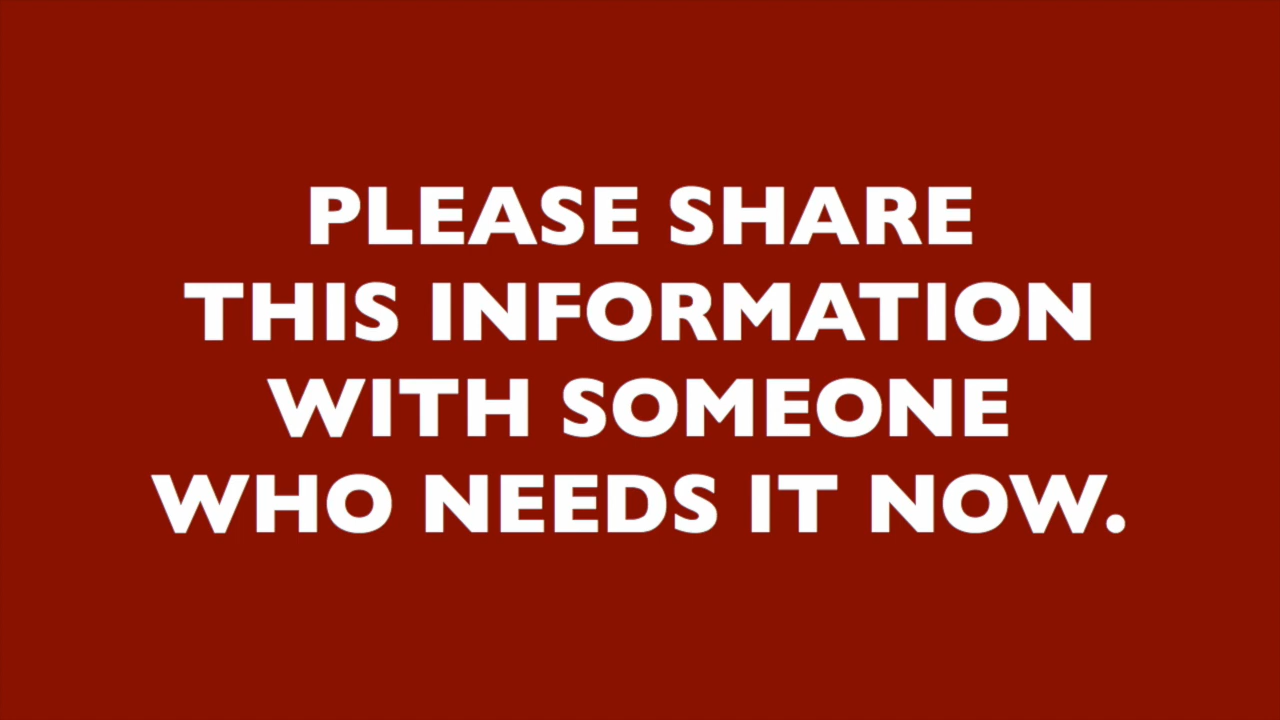 PLEASE SHARE
THIS INFORMATION
WITH SOMEONE
WHO NEEDS IT NOW.